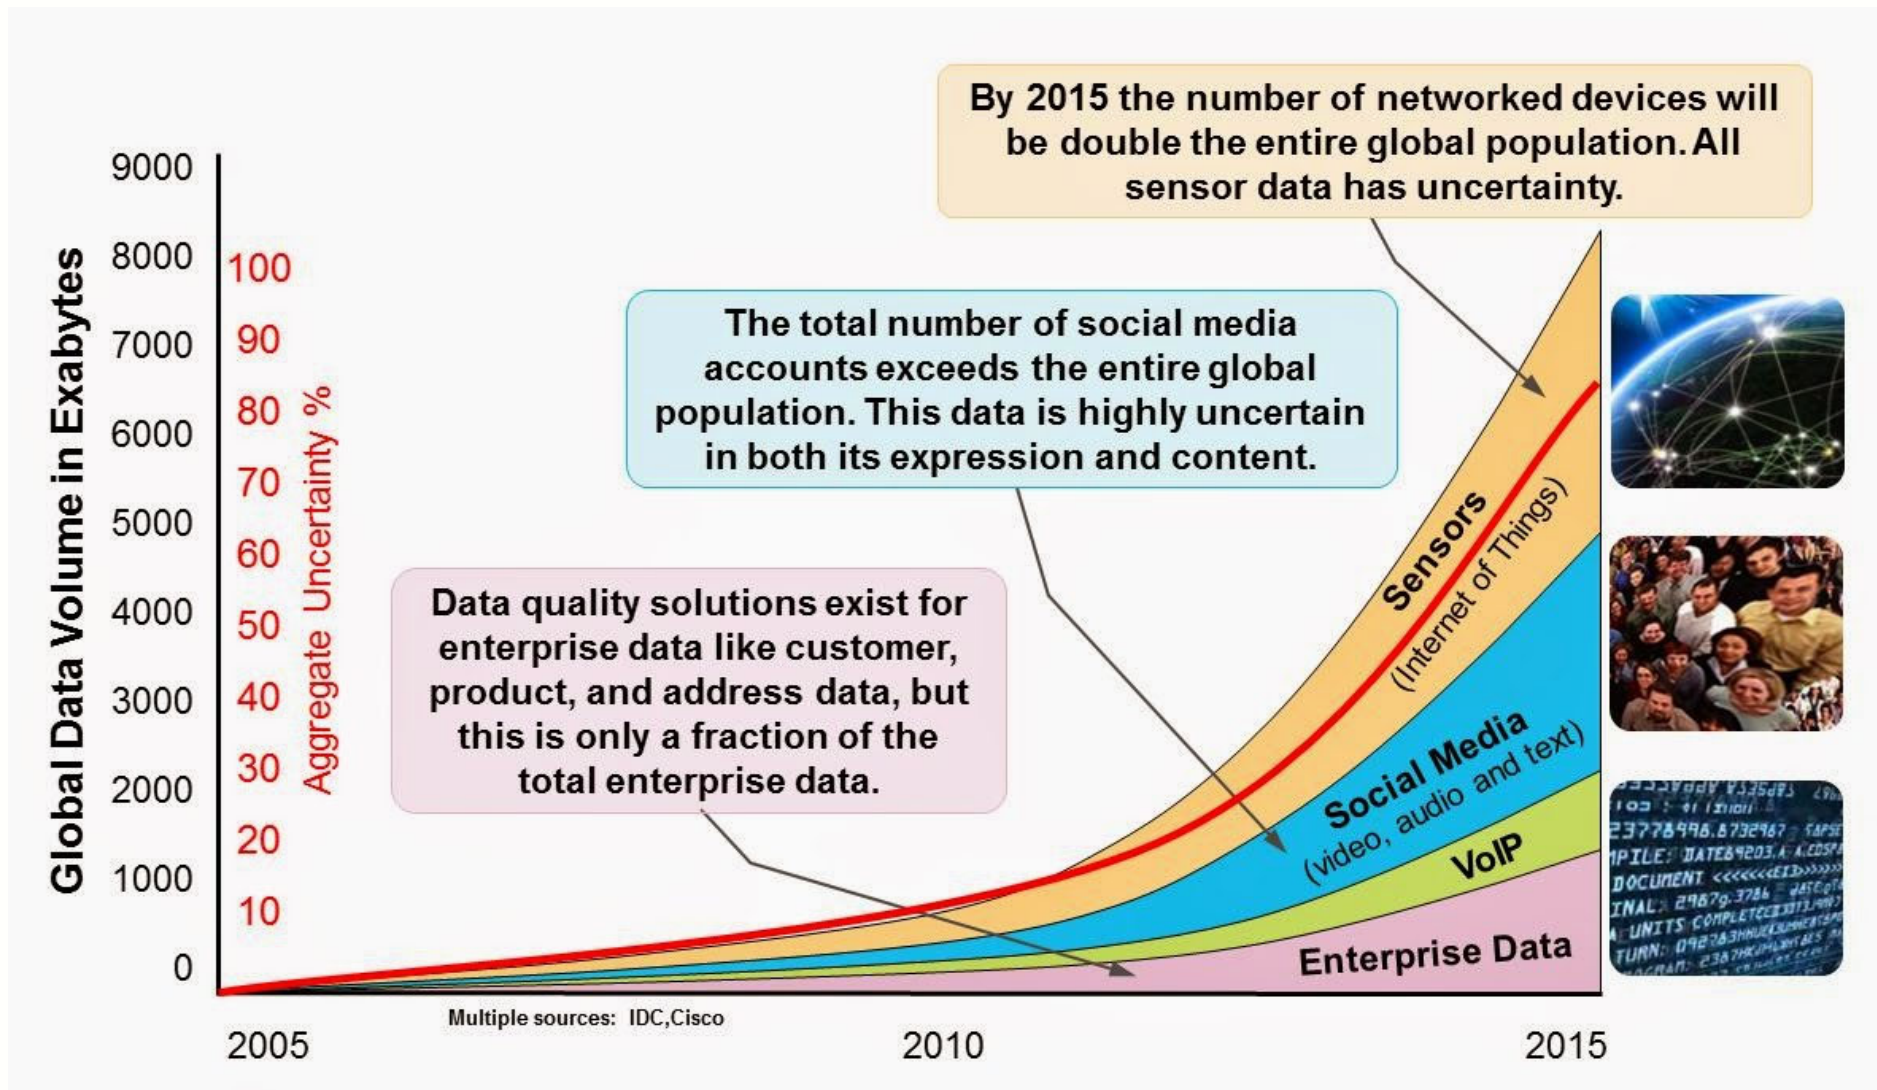 By 2015 the number of networked devices will
be double the entire global population. All
sensor data has uncertainty.
9000
8000
7000
6000
5000
4000
3000
2000
1000
0
Global Data Volume in Exabytes
100
90
80
70
60
50
40
30
20
10
Aggregate Uncertainty %
The total number of social media
accounts exceeds the entire global
population. This data is highly uncertain
in both its expression and content.
Data quality solutions exist for
enterprise data like customer,
product, and address data, but
this is only a fraction of the
total enterprise data.
Sensors
(Internet of Things)
Social Media
(video, audio and text)
VoIP
Enterprise Data
DOCUMENT
Multiple sources: IDC,Cisco
2005
2010
2015